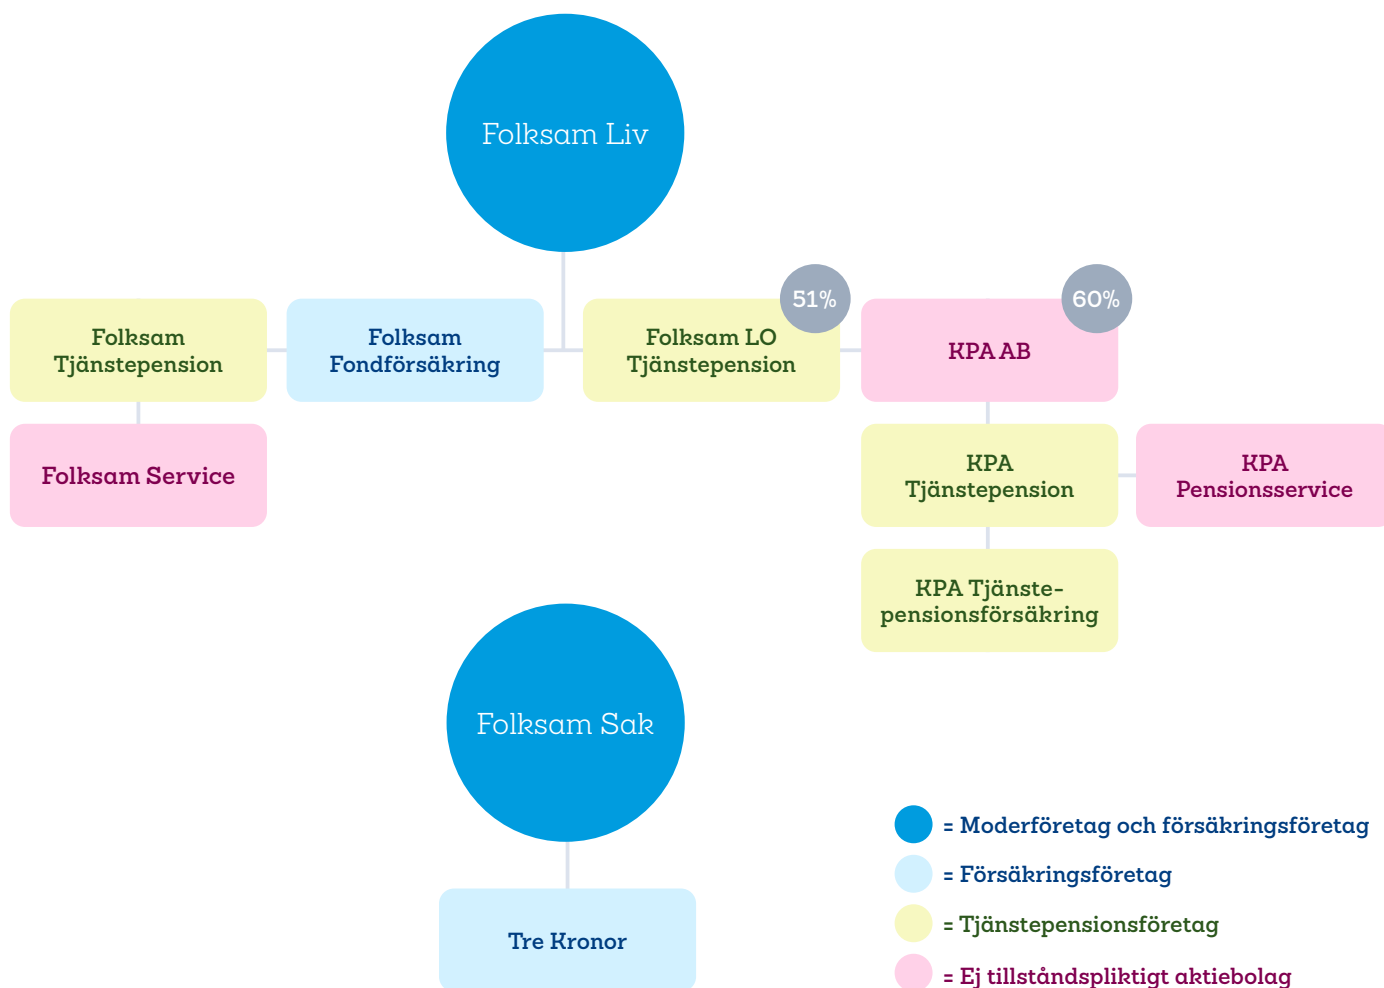 Folksam Liv
51%
60%
Folksam
Tjänstepension
Folksam
Fondförsäkring
Folksam LO
Tjänstepension
KPA AB
Folksam Service
KPA
Tjänstepension
KPA
Pensionsservice
KPA Tjänste-
pensionsförsäkring
Folksam Sak
Tre Kronor
= Moderföretag och försäkringsföretag
= Försäkringsföretag
= Tjänstepensionsföretag
= Ej tillståndspliktigt aktiebolag